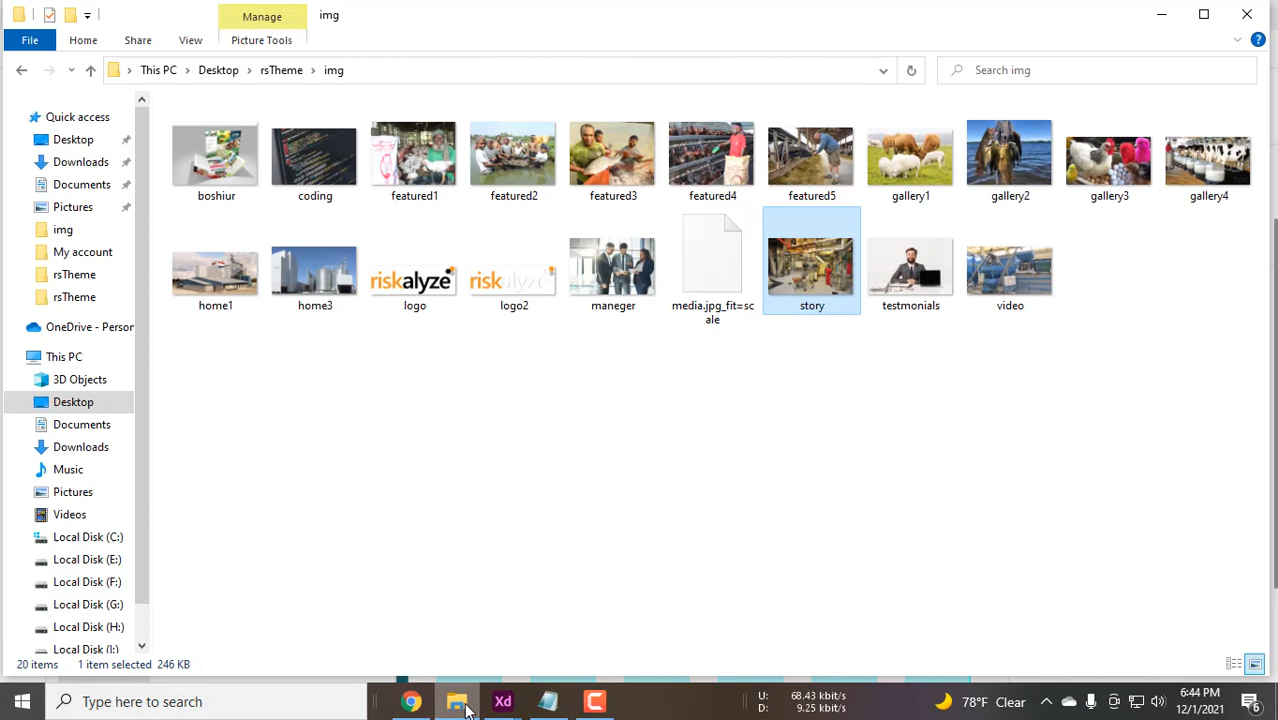 Manage
img
File
Home
Share
View
Picture Tools
This PC
Desktop
rsTheme
img
Search img
Quick access
Desktop
Downloads
Documents
Pictures
img
My account
rsTheme
rsTheme
OneDrive - Person
This PC
3D Objects
Desktop
Documents
Downloads
Music
Pictures
Videos
Local Disk (C:)
Local Disk (E:)
Local Disk (F:)
Local Disk (G:)
Local Disk (H:)
Local Disk (I:)
boshiur
coding
featured1
featured2
featured3
featured4
featured5
gallery1
gallery2
gallery3
gallery4
riskalyze
riskalyze
home1
home3
logo
logo2
maneger
media.jpg_fit=sc
ale
story
testmonials
video
20 items
1 item selected 246 KB
Type here to search
Xd
U: 68.43 kbit/s
D: 9.25 kbit/s
78°F Clear
6:44 PM
12/1/2021
6